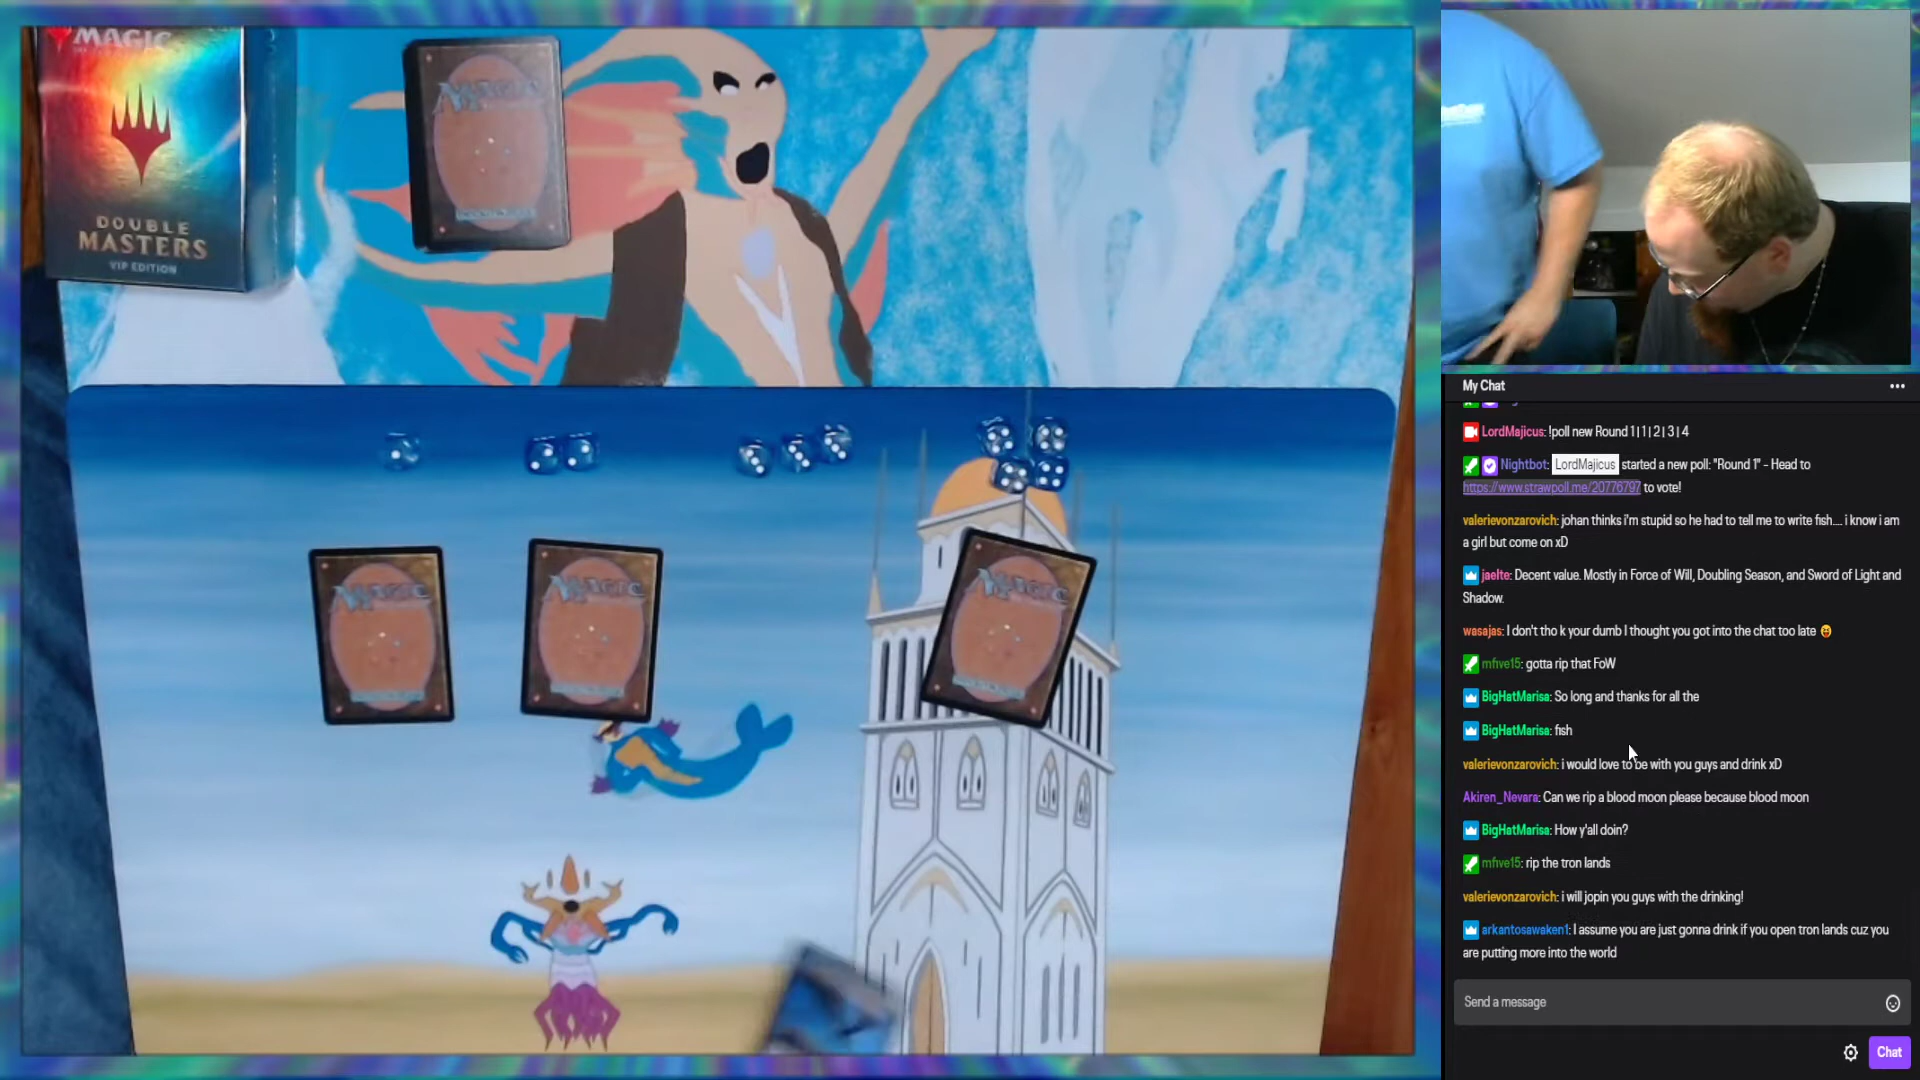 MAGIC
DOUBLE
MASTERS
VIP EDITION
MAGIC
MAGIC
MAGIC
MAGIC
My Chat
LordMajicus: !poll new Round 1|1|2|3|4
Nightbot: LordMajicus started a new poll: "Round 1" - Head to
https://www.strawpoll.me/20776797 to vote!
valerievonzarovich: johan thinks i'm stupid so he had to tell me to write fish.... i know i am
a girl but come on xD
jaelte: Decent value. Mostly in Force of Will, Doubling Season, and Sword of Light and
Shadow.
wasajas: I don't tho k your dumb I thought you got into the chat too late
mfive15: gotta rip that FoW
BigHatMarisa: So long and thanks for all the
BigHatMarisa: fish
valerievonzarovich: i would love to be with you guys and drink xD
Akiren_Nevara: Can we rip a blood moon please because blood moon
BigHatMarisa: How y'all doin?
mfive15: rip the tron lands
valerievonzarovich: i will jopin you guys with the drinking!
arkantosawaken1: I assume you are just gonna drink if you open tron lands cuz you
are putting more into the world
Send a message
Chat